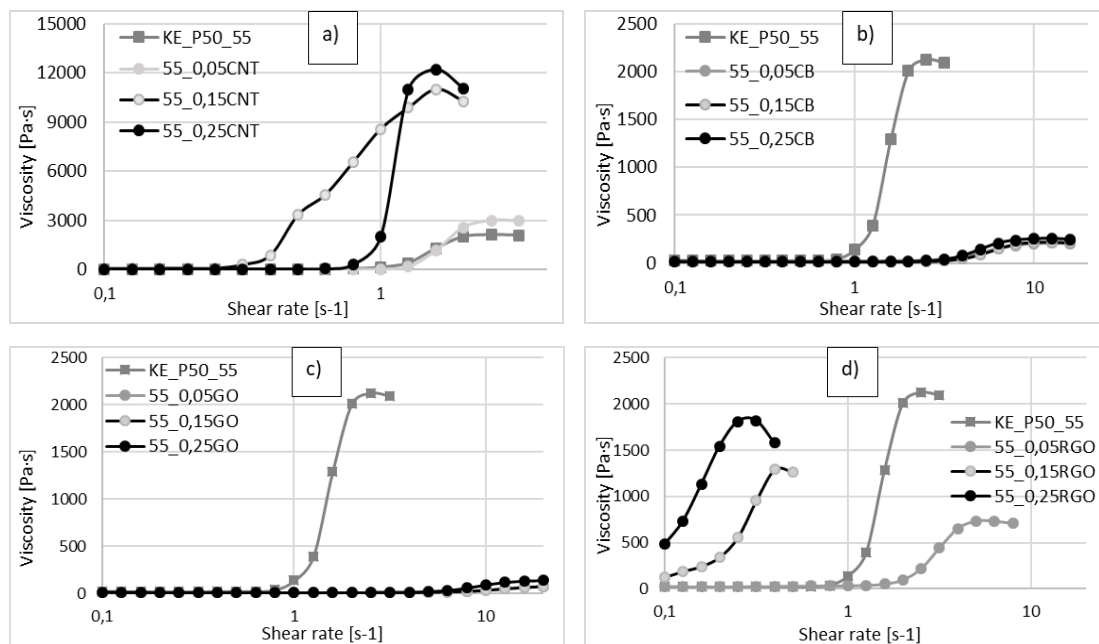 a)
Viscosity [Pa·s]
15000
12000
9000
6000
3000
0
KE_P50_55
55_0,05CNT
55_0,15CNT
55_0,25CNT
0,1
1
Shear rate [s-1]
b)
Viscosity [Pa·s]
2500
2000
1500
1000
500
0
KE_P50_55
55_0,05CB
55_0,15CB
55_0,25CB
0,1
1
10
Shear rate [s-1]
c)
Viscosity [Pa·s]
2500
2000
1500
1000
500
0
KE_P50_55
55_0,05GO
55_0,15GO
55_0,25GO
0,1
1
10
Shear rate [s-1]
d)
Viscosity [Pa·s]
2500
2000
1500
1000
500
0
KE_P50_55
55_0,05RGO
55_0,15RGO
55_0,25RGO
0,1
1
10
Shear rate [s-1]